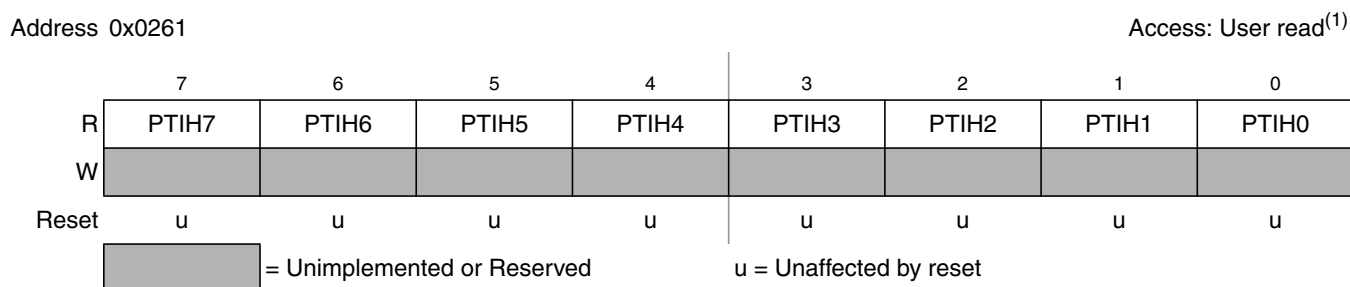 Address 0x0261 Access: User read(1)
7 6 5 4 3 2 1 0
R PTIH7 PTIH6 PTIH5 PTIH4 PTIH3 PTIH2 PTIH1 PTIH0
W
Reset u u u u u u u u
= Unimplemented or Reserved u = Unaffected by reset